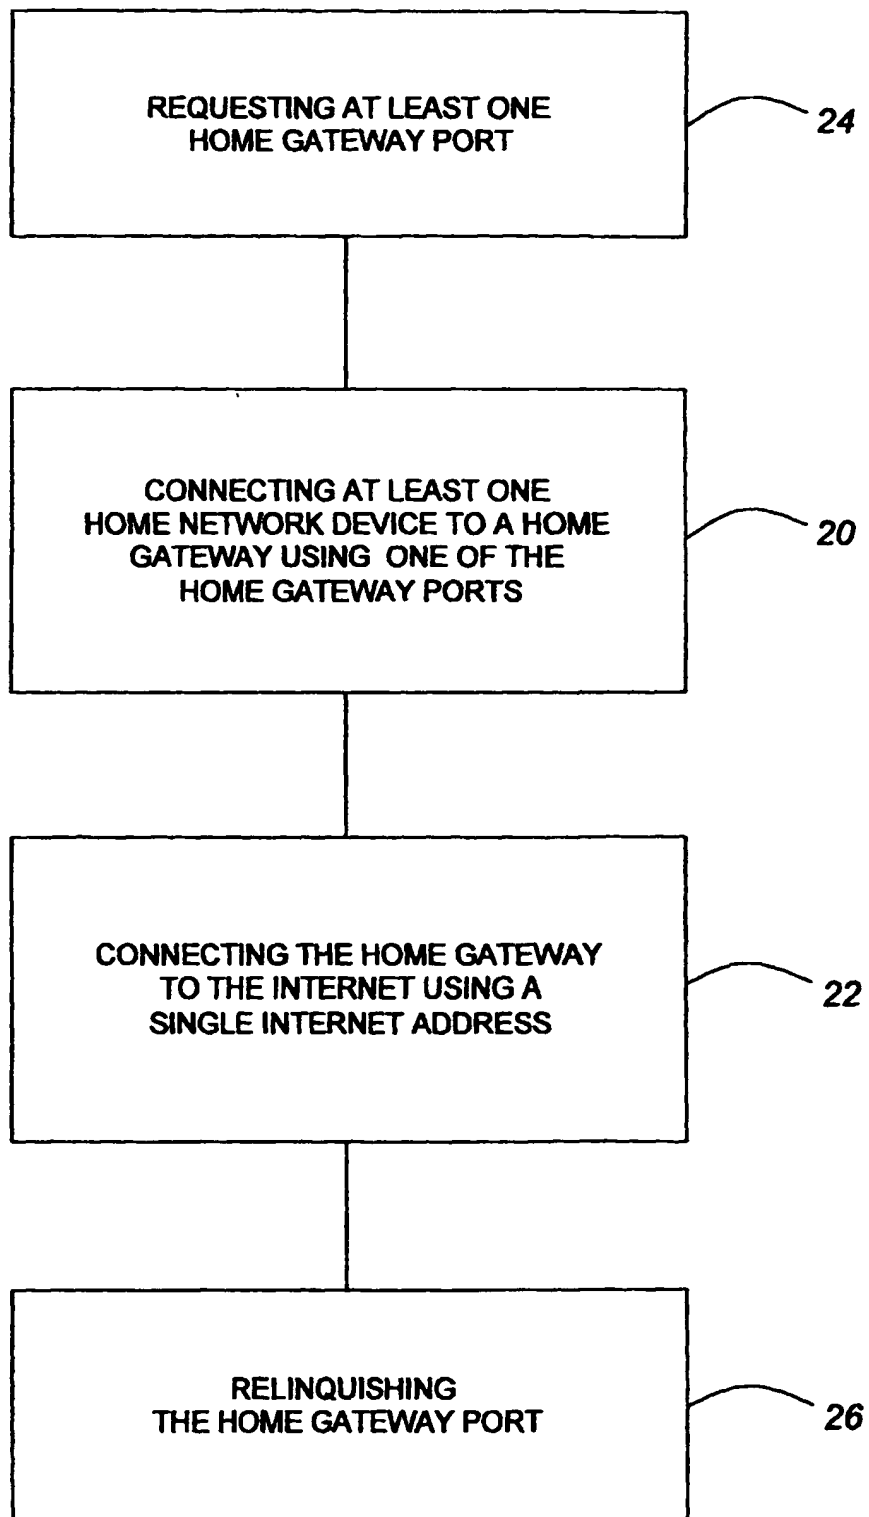 REQUESTING AT LEAST ONE
HOME GATEWAY PORT
24
CONNECTING AT LEAST ONE
HOME NETWORK DEVICE TO A HOME
GATEWAY USING ONE OF THE
HOME GATEWAY PORTS
20
CONNECTING THE HOME GATEWAY
TO THE INTERNET USING A
SINGLE INTERNET ADDRESS
22
RELINQUISHING
THE HOME GATEWAY PORT
26